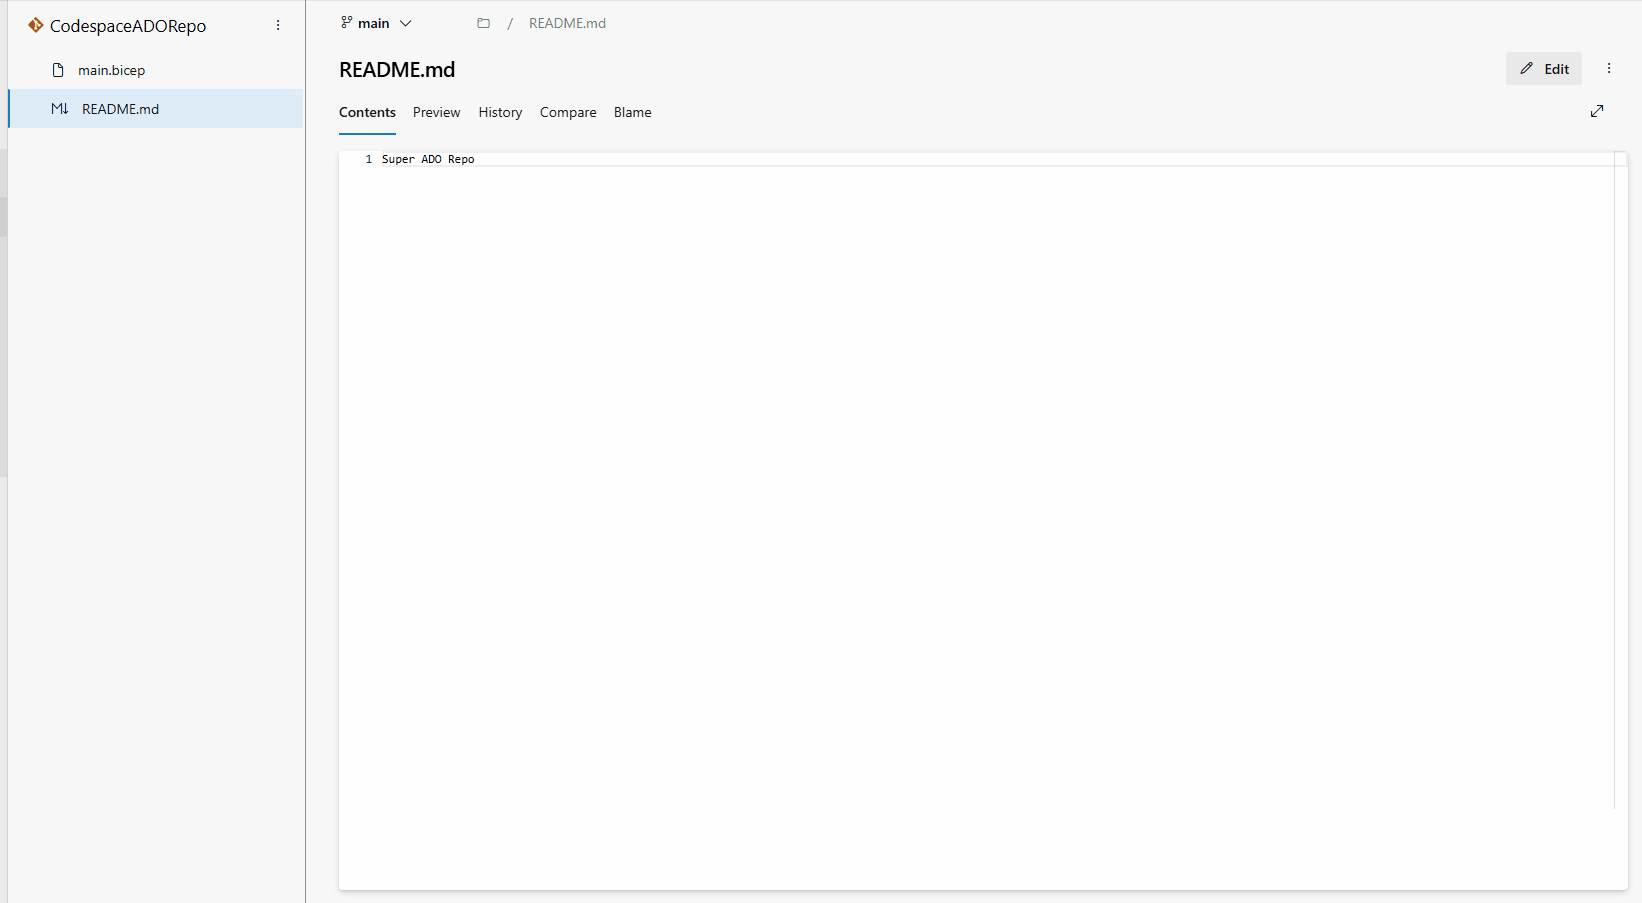 CodespaceADORepo
main.bicep
README.md
main
/ README.md
README.md
Edit
Contents Preview History Compare Blame
1 Super ADO Repo